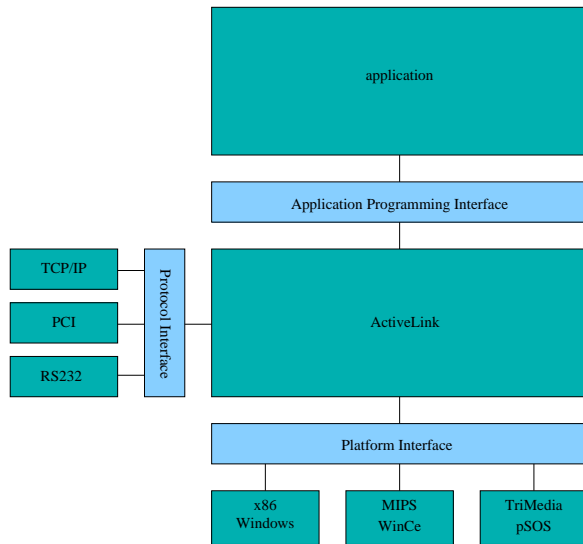 application
Application Programming Interface
TCP/IP
PCI
RS232
Protocol Interface
ActiveLink
Platform Interface
x86
Windows
MIPS
WinCe
TriMedia
pSOS